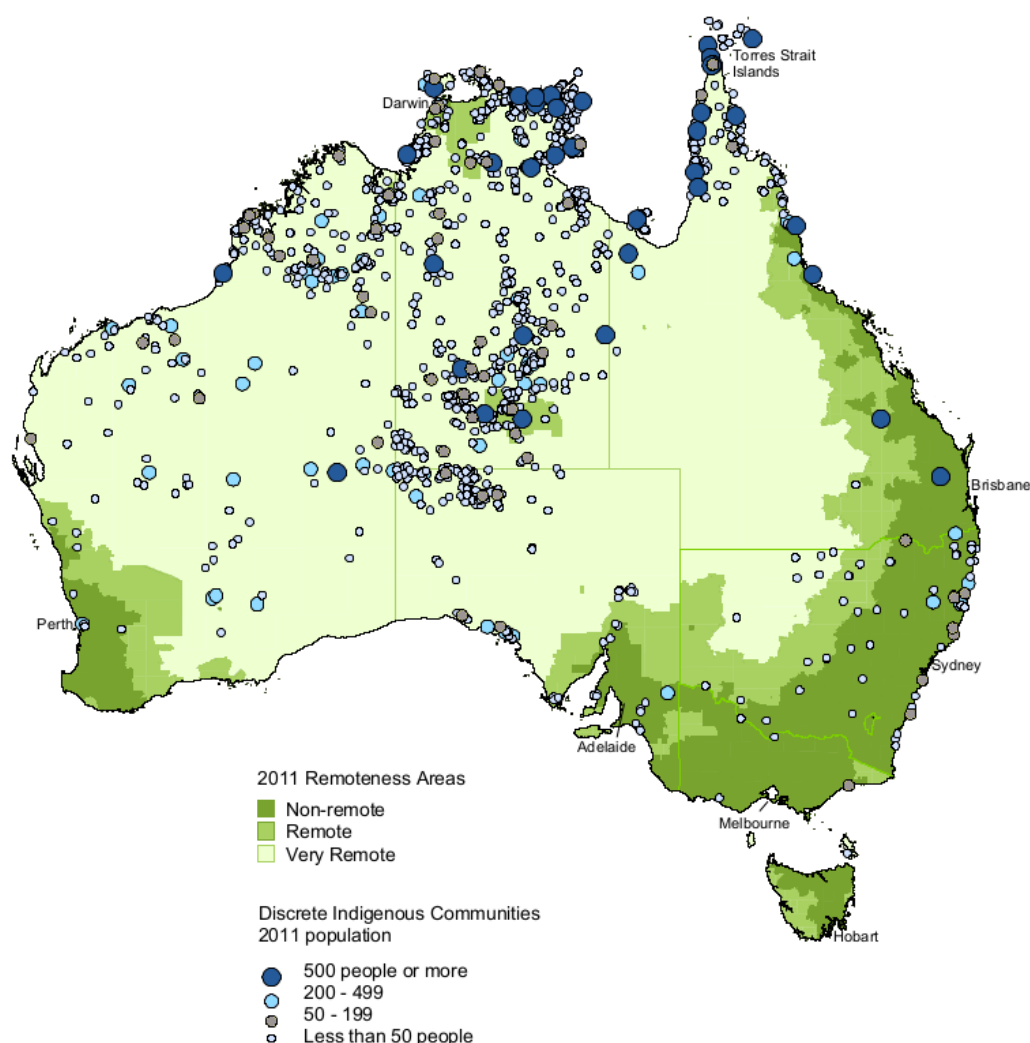 Torres Strait
Islands
Darwin
Brisbane
Perth
Sydney
Adelaide
Melbourne
Hobart
2011 Remoteness Areas
Non-remote
Remote
Very Remote
Discrete Indigenous Communities
2011 population
500 people or more
200 - 499
50 - 199
Less than 50 people